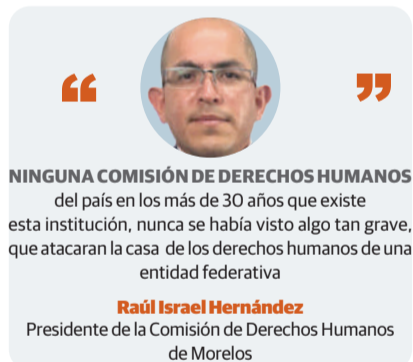 “ ”
NINGUNA COMISIÓN DE DERECHOS HUMANOS
del país en los más de 30 años que existe
esta institución, nunca se había visto algo tan grave,
que atacaran la casa de los derechos humanos de una
entidad federativa
Raúl Israel Hernández
Presidente de la Comisión de Derechos Humanos
de Morelos